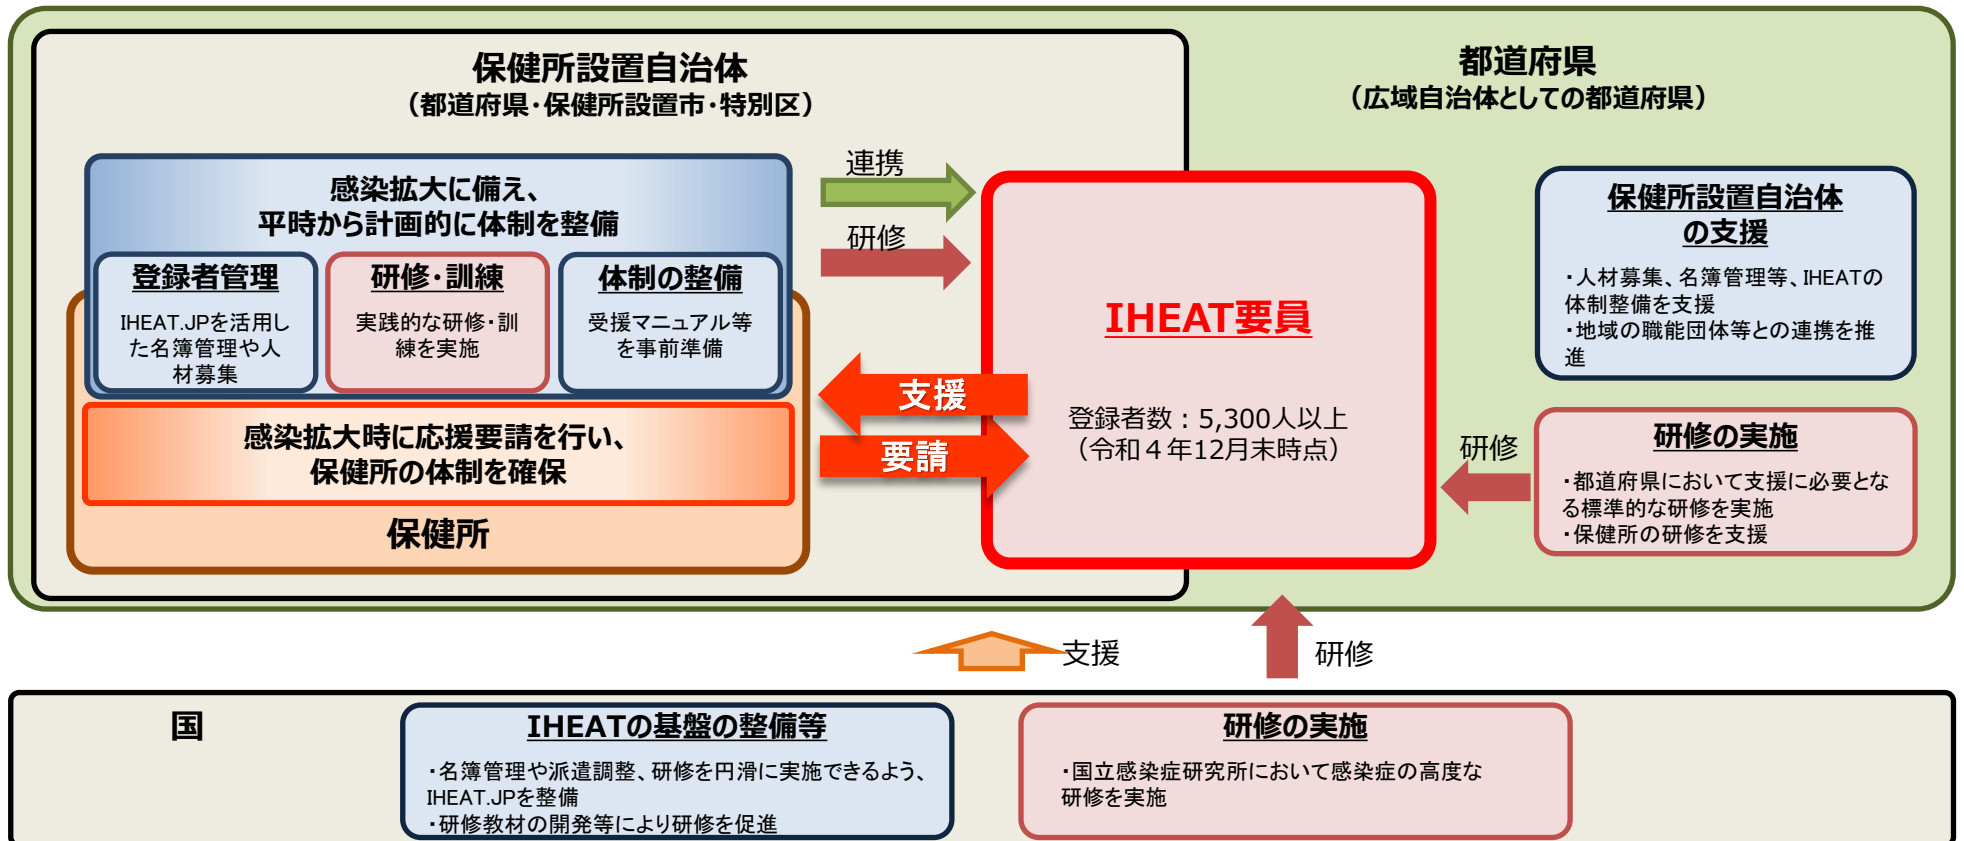 保健所設置自治体
（都道府県・保健所設置市・特別区）
都道府県
（広域自治体としての都道府県）
感染拡大に備え、
平時から計画的に体制を整備
登録者管理
IHEAT.JPを活用し
た名簿管理や人
材募集
研修・訓練
実践的な研修・訓
練を実施
体制の整備
受援マニュアル等
を事前準備
感染拡大時に応援要請を行い、
保健所の体制を確保
保健所
連携
研修
支援
要請
IHEAT要員
登録者数：5,300人以上
（令和４年12月末時点）
保健所設置自治体
の支援
・人材募集、名簿管理等、IHEATの
体制整備を支援
・地域の職能団体等との連携を推
進
研修
研修の実施
・都道府県において支援に必要とな
る標準的な研修を実施
・保健所の研修を支援
支援
研修
国
IHEATの基盤の整備等
・名簿管理や派遣調整、研修を円滑に実施できるよう、
IHEAT.JPを整備
・研修教材の開発等により研修を促進
研修の実施
・国立感染症研究所において感染症の高度な
研修を実施